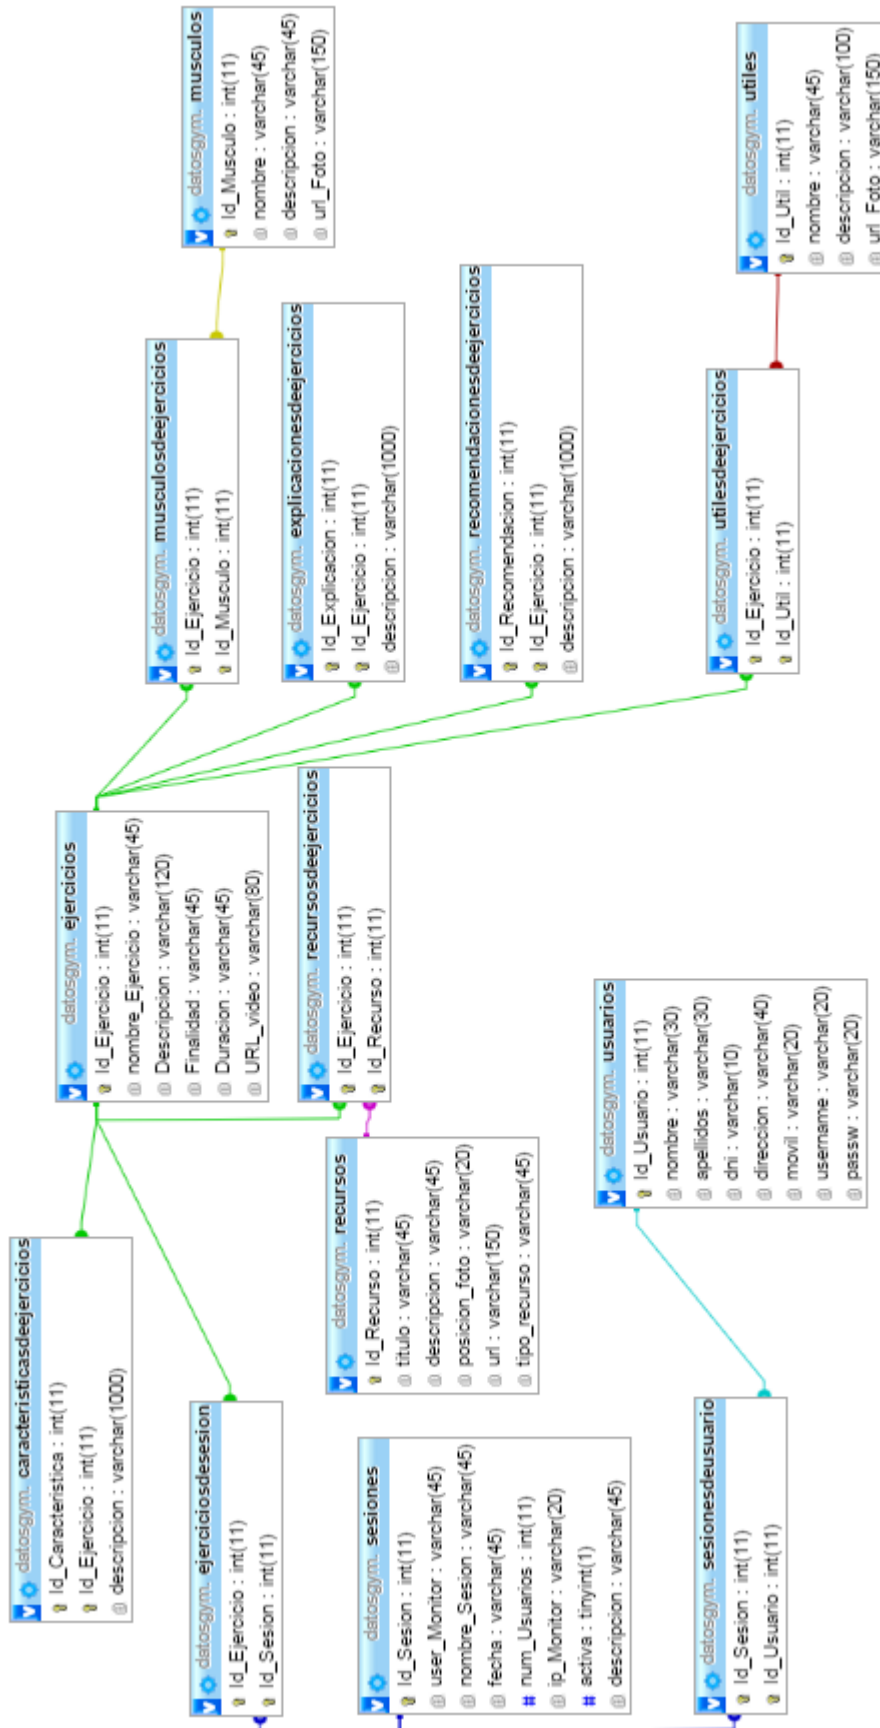 datosgym. caracteristicasdeejercicios
Id_Caracteristica : int(11)
Id_Ejercicio : int(11)
descripcion : varchar(1000)
datosgym. ejerciciosdesesion
Id_Ejercicio : int(11)
Id_Sesion : int(11)
datosgym. sesiones
Id_Sesion : int(11)
user_Monitor : varchar(45)
nombre_Sesion : varchar(45)
fecha : varchar(45)
num_Usuarios : int(11)
ip_Monitor : varchar(20)
activa : tinyint(1)
descripcion : varchar(45)
datosgym. sesionesdeusuario
Id_Sesion : int(11)
Id_Usuario : int(11)
datosgym. ejercicios
Id_Ejercicio : int(11)
nombre_Ejercicio : varchar(45)
Descripcion : varchar(120)
Finalidad : varchar(45)
Duracion : varchar(45)
URL_video : varchar(80)
datosgym. recursosdeejercicios
Id_Ejercicio : int(11)
Id_Recurso : int(11)
datosgym. recursos
Id_Recurso : int(11)
titulo : varchar(45)
descripcion : varchar(45)
posicion_foto : varchar(20)
url : varchar(150)
tipo_recurso : varchar(45)
datosgym. usuarios
Id_Usuario : int(11)
nombre : varchar(30)
apellidos : varchar(30)
dni : varchar(10)
direccion : varchar(40)
movil : varchar(20)
username : varchar(20)
passw : varchar(20)
datosgym. musculosdeejercicios
Id_Ejercicio : int(11)
Id_Musculo : int(11)
datosgym. explicacionesdeejercicios
Id_Explicacion : int(11)
Id_Ejercicio : int(11)
descripcion : varchar(1000)
datosgym. recomendacionesdeejercicios
Id_Recomendacion : int(11)
Id_Ejercicio : int(11)
descripcion : varchar(1000)
datosgym. utilesdeejercicios
Id_Ejercicio : int(11)
Id_Util : int(11)
datosgym. musculos
Id_Musculo : int(11)
nombre : varchar(45)
descripcion : varchar(45)
url_Foto : varchar(150)
datosgym. utiles
Id_Util : int(11)
nombre : varchar(45)
descripcion : varchar(100)
url_Foto : varchar(150)